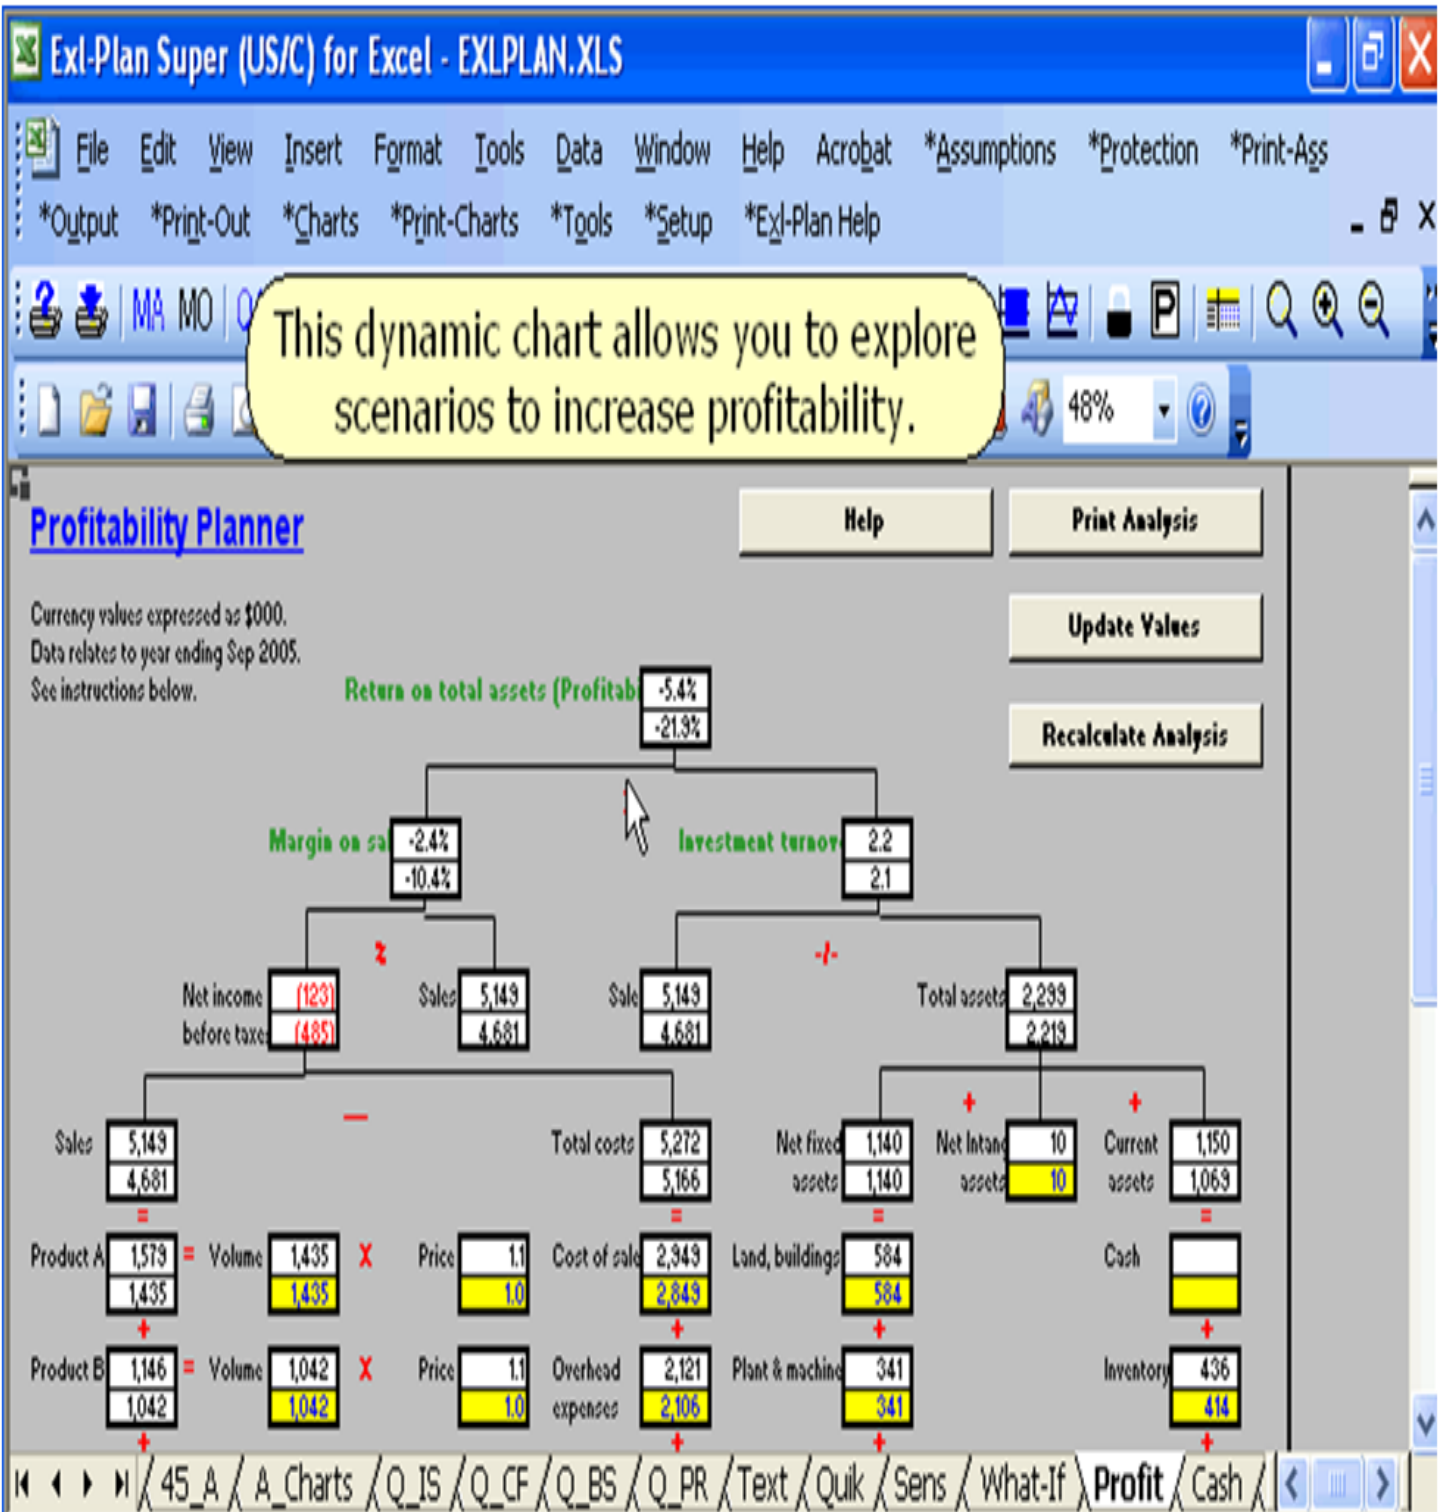 Exl-Plan Super (US/C) for Excel - EXLPLAN.XLS
File Edit View Insert Format Tools Data Window Help Acrobat *Assumptions *Protection *Print-Ass
*Output *Print-Out *Charts *Print-Charts *Tools *Setup *Exl-Plan Help
MA MO P
This dynamic chart allows you to explore
scenarios to increase profitability.
48%
Profitability Planner
Help Print Analysis
Currency values expressed as $000.
Update Values
Data relates to year ending Sep 2005.
See instructions below.
Return on total assets (Profitabi -5.4%
-21.9%
Recalculate Analysis
Margin on sal -2.4% Investment turnov 2.2
-10.4% 2.1
% -/-
Net income (123) Sales 5,149 Sale 5,149 Total assets 2,299
before taxe (485) 4,681 4,681 2,219
— + +
Sales 5,149 Total costs 5,272 Net fixed 1,140 Net Intang 10 Current 1,150
4,681 5,166 assets 1,140 assets 10 assets 1,069
= = = =
Product A 1,579 = Volume 1,435 X Price 1.1 Cost of sale 2,949 Land, buildings 584 Cash
1,435 1,435 1.0 2,849 584
+ + + +
Product B 1,146 = Volume 1,042 X Price 1.1 Overhead 2,121 Plant & machine 341 Inventory 436
1,042 1,042 1.0 expenses 2,106 341 414
+ + + +
45_A A_Charts Q_IS Q_CF Q_BS Q_PR Text Quik Sens What-If Profit Cash